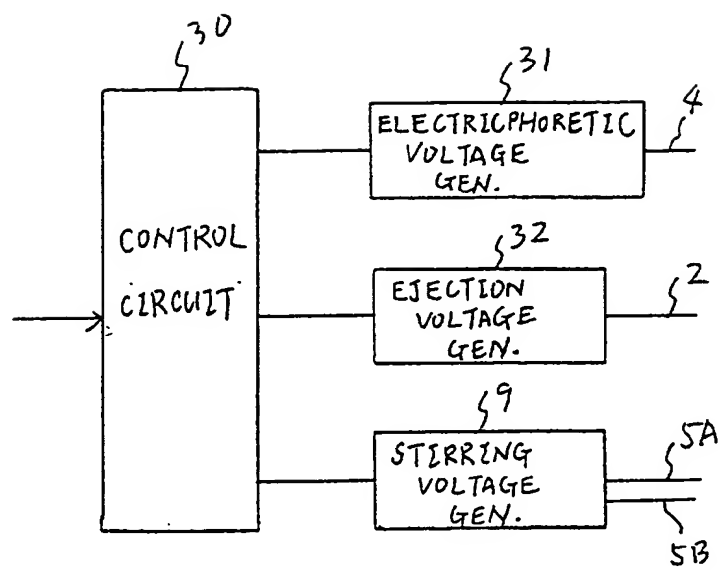 30
CONTROL
CIRCUIT
31
ELECTRICPHORETIC
VOLTAGE
GEN.
4
32
EJECTION
VOLTAGE
GEN.
2
9
STIRRING
VOLTAGE
GEN.
5A
5B